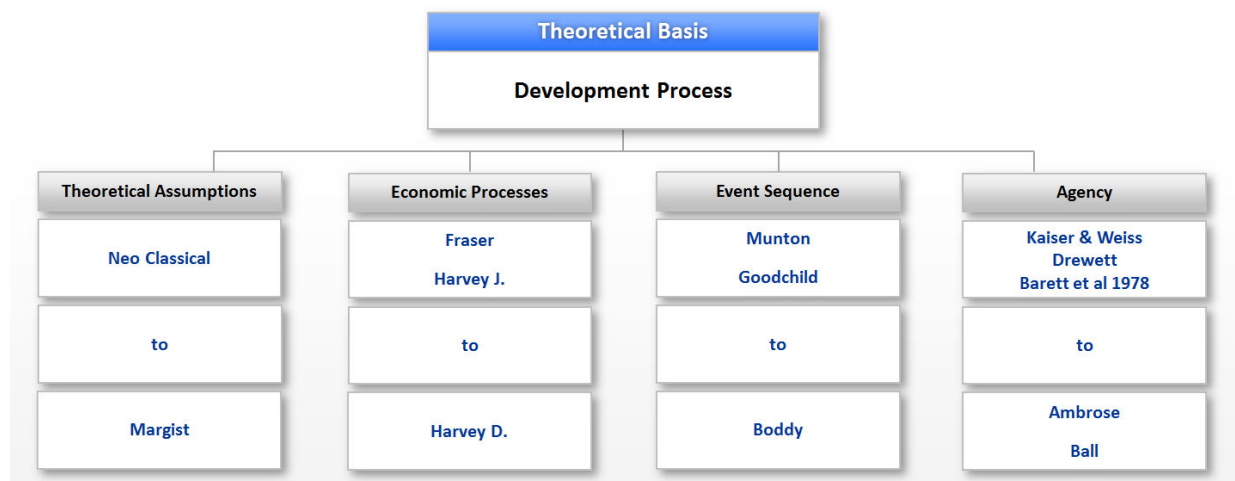 Theoretical Basis
Development Process
Theoretical Assumptions
Neo Classical
to
Margist
Economic Processes
Fraser
Harvey J.
to
Harvey D.
Event Sequence
Munton
Goodchild
to
Boddy
Agency
Kaiser & Weiss
Drewett
Barett et al 1978
to
Ambrose
Ball